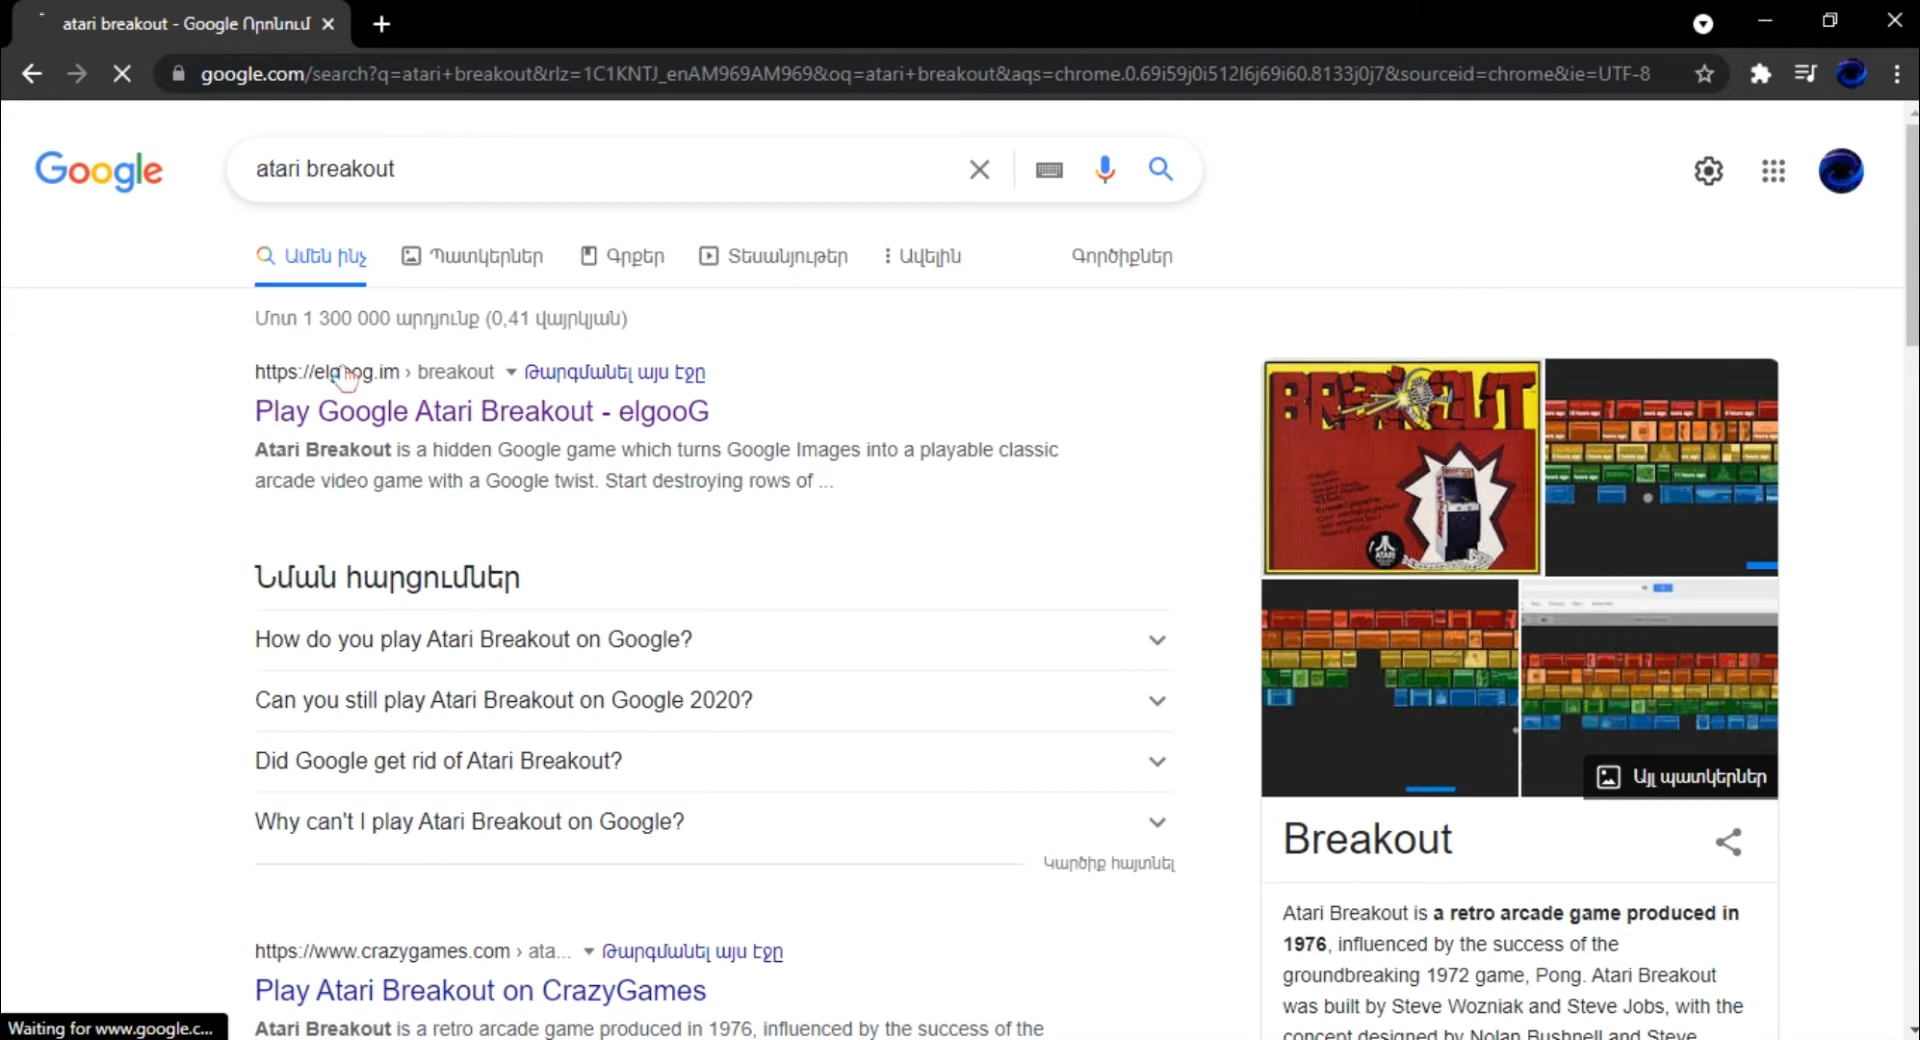 atari breakout - Google Որոնում
google.com/search?q=atari+breakout&rlz=1C1KNTJ_enAM969AM969&oq=atari+breakout&aqs=chrome.0.69i59j0i512l6j69i60.8133j0j7&sourceid=chrome&ie=UTF-8
Google
atari breakout
Ամեն ինչ
Պատկերներ
Գրքեր
Տեսանյութեր
Ավելին
Գործիքներ
Մոտ 1 300 000 արդյունք (0,41 վայրկյան)
https://elgoog.im › breakout
Թարգմանել այս էջը
Play Google Atari Breakout - elgooG
Atari Breakout is a hidden Google game which turns Google Images into a playable classic
arcade video game with a Google twist. Start destroying rows of ...
Նման հարցումներ
How do you play Atari Breakout on Google?
Can you still play Atari Breakout on Google 2020?
Did Google get rid of Atari Breakout?
Why can't I play Atari Breakout on Google?
Կարծիք հայտնել
https://www.crazygames.com › ata...
Թարգմանել այս էջը
Play Atari Breakout on CrazyGames
Atari Breakout is a retro arcade game produced in 1976, influenced by the success of the
Waiting for www.google.c...
BREAKOUT
ATARI
Այլ պատկերներ
Breakout
Atari Breakout is a retro arcade game produced in
1976, influenced by the success of the
groundbreaking 1972 game, Pong. Atari Breakout
was built by Steve Wozniak and Steve Jobs, with the
concept designed by Nolan Bushnell and Steve